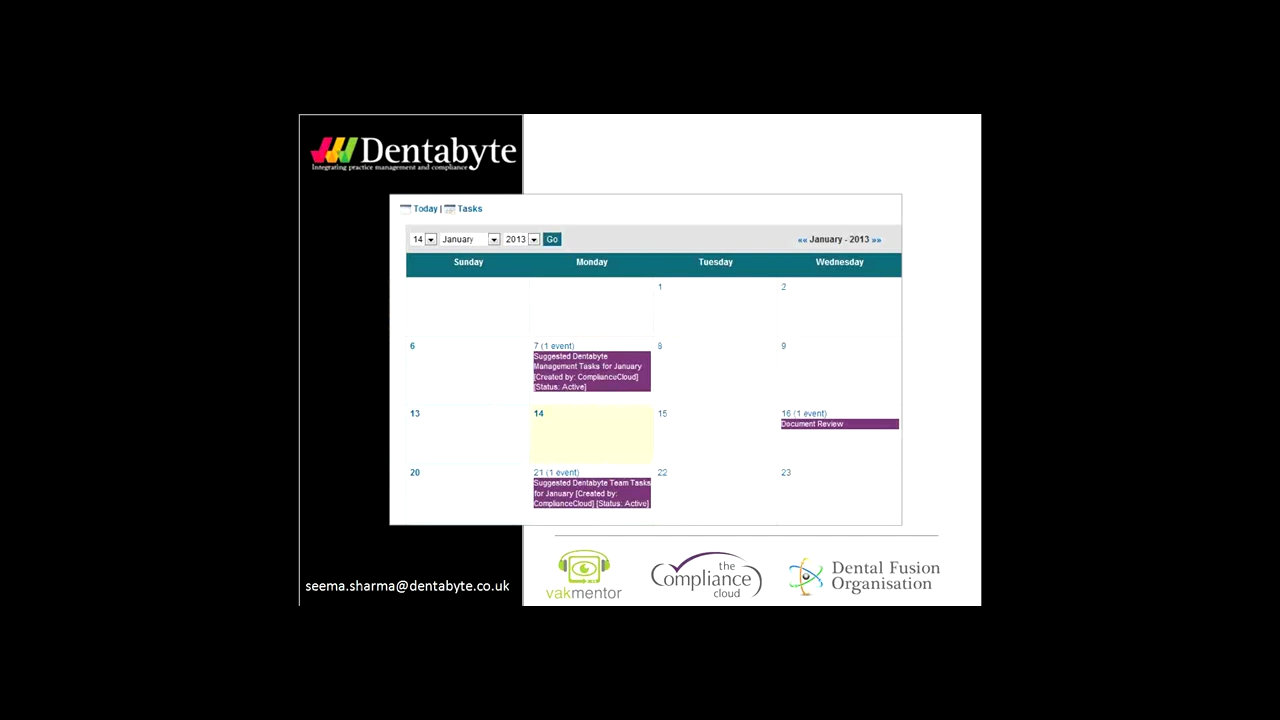 Dentabyte
Integrating practice management and compliance
Today | Tasks
14 January 2013 Go
«« January - 2013 »»
Sunday Monday Tuesday Wednesday
1 2
6 7 (1 event) 8 9
Suggested Dentabyte
Management Tasks for January
[Created by: ComplianceCloud]
[Status: Active]
13 14 15 16 (1 event)
Document Review
20 21 (1 event) 22 23
Suggested Dentabyte Team Tasks
for January [Created by:
ComplianceCloud] [Status: Active]
seema.sharma@dentabyte.co.uk
vakmentor
the
Compliance
cloud
Dental Fusion
Organisation